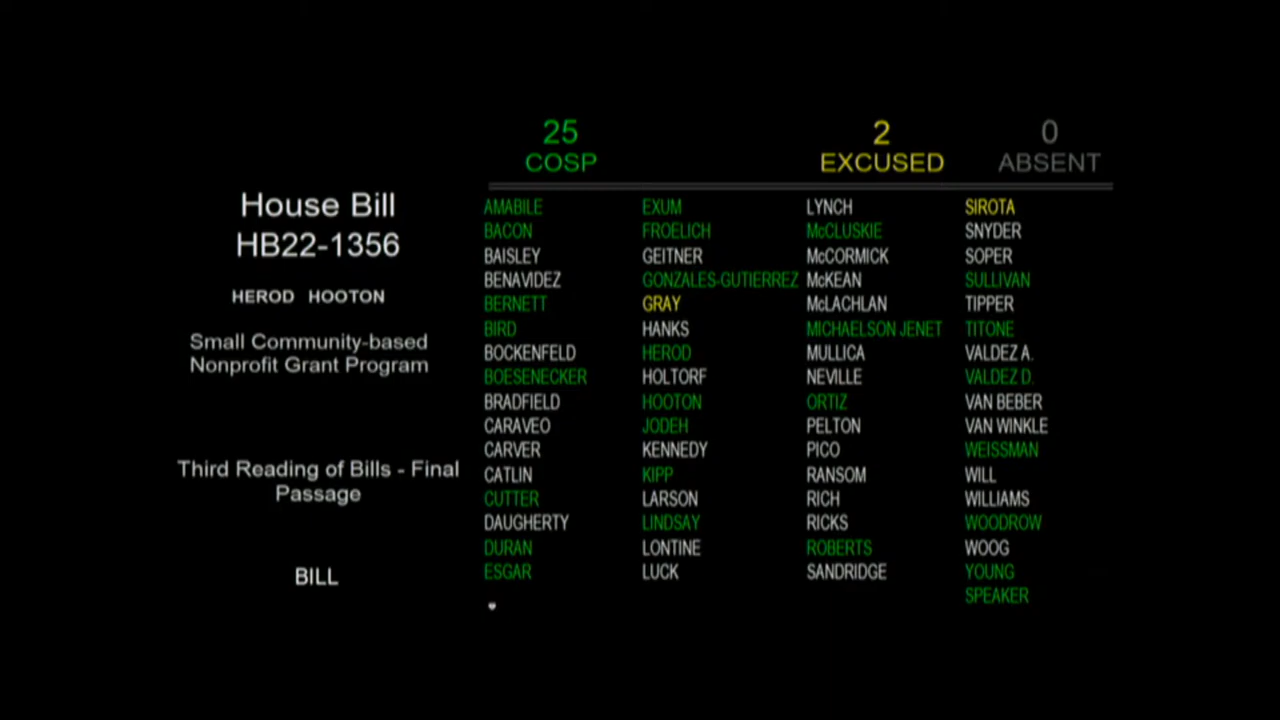 25 2 0
COSP EXCUSED ABSENT
House Bill
HB22-1356
HEROD HOOTON
Small Community-based
Nonprofit Grant Program
Third Reading of Bills - Final
Passage
BILL
AMABILE EXUM LYNCH SIROTA
BACON FROELICH McCLUSKIE SNYDER
BAISLEY GEITNER McCORMICK SOPER
BENAVIDEZ GONZALES-GUTIERREZ McKEAN SULLIVAN
BERNETT GRAY McLACHLAN TIPPER
BIRD HANKS MICHAELSON JENET TITONE
BOCKENFELD HEROD MULLICA VALDEZ A.
BOESENECKER HOLTORF NEVILLE VALDEZ D.
BRADFIELD HOOTON ORTIZ VAN BEBER
CARAVEO JODEH PELTON VAN WINKLE
CARVER KENNEDY PICO WEISSMAN
CATLIN KIPP RANSOM WILL
CUTTER LARSON RICH WILLIAMS
DAUGHERTY LINDSAY RICKS WOODROW
DURAN LONTINE ROBERTS WOOG
ESGAR LUCK SANDRIDGE YOUNG
SPEAKER